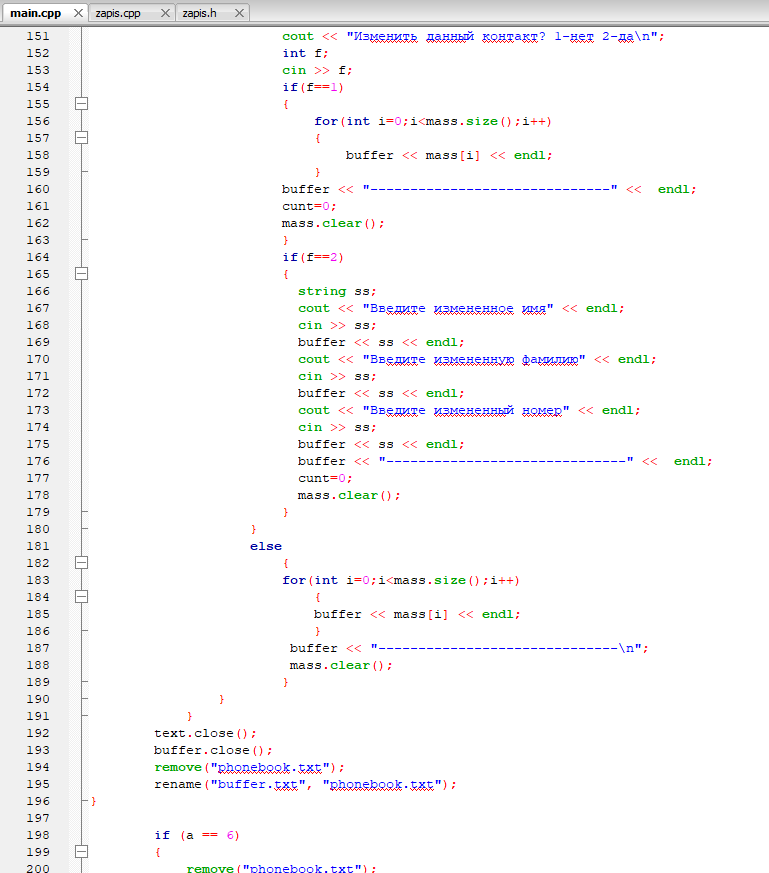 main.cpp zapis.cpp zapis.h
151 cout << "Изменить данный контакт? 1-нет 2-да\n";
152 int f;
153 cin >> f;
154 if(f==1)
155 {
156 for(int i=0;i<mass.size();i++)
157 {
158 buffer << mass[i] << endl;
159 }
160 buffer << "------------------------------" <<  endl;
161 cunt=0;
162 mass.clear();
163 }
164 if(f==2)
165 {
166 string ss;
167 cout << "Введите измененное имя" << endl;
168 cin >> ss;
169 buffer << ss << endl;
170 cout << "Введите измененную фамилию" << endl;
171 cin >> ss;
172 buffer << ss << endl;
173 cout << "Введите измененный номер" << endl;
174 cin >> ss;
175 buffer << ss << endl;
176 buffer << "------------------------------" <<  endl;
177 cunt=0;
178 mass.clear();
179 }
180 }
181 else
182 {
183 for(int i=0;i<mass.size();i++)
184 {
185 buffer << mass[i] << endl;
186 }
187 buffer << "------------------------------\n";
188 mass.clear();
189 }
190 }
191 }
192 text.close();
193 buffer.close();
194 remove("phonebook.txt");
195 rename("buffer.txt", "phonebook.txt");
196 }
197
198 if (a == 6)
199 {
200 remove("phonebook.txt");